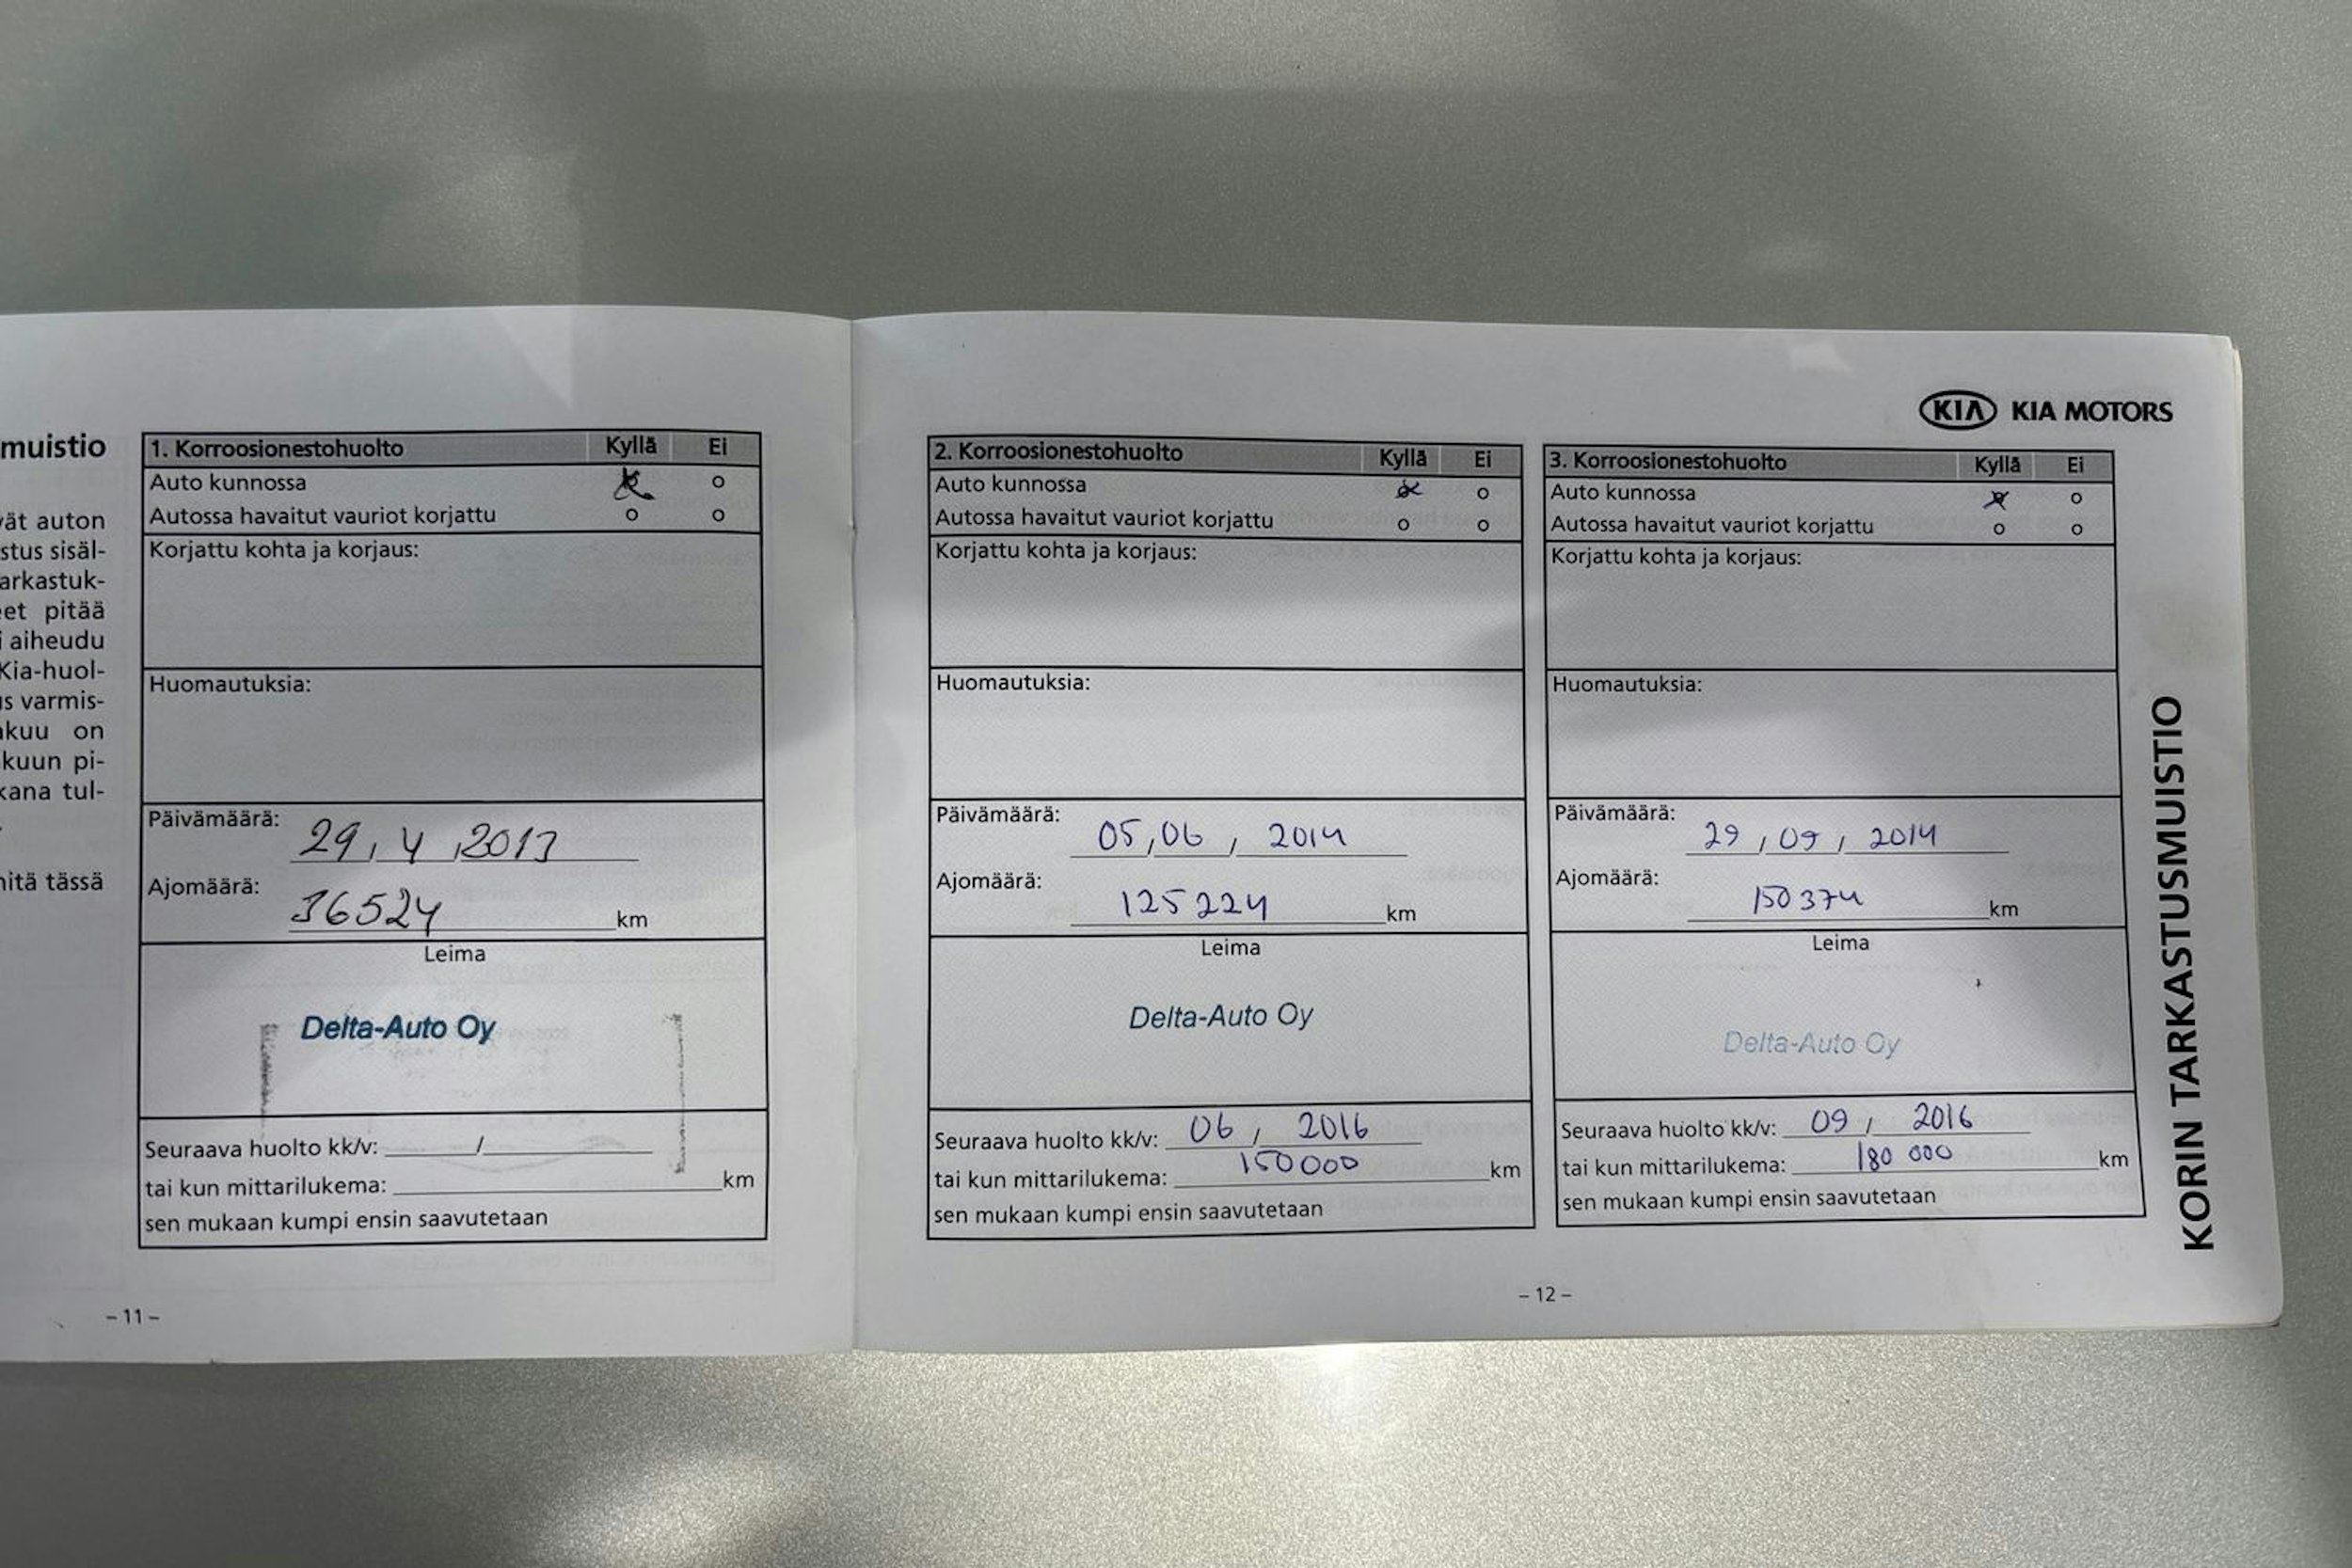 muistio
vät auton
stus sisäl-
arkastuk-
eet pitää
i aiheudu
Kia-huol-
us varmis-
akuu on
kuun pi-
kana tul-
nitä tässä
1. Korroosionestohuolto Kyllä Ei
Auto kunnossa
Autossa havaitut vauriot korjattu
Korjattu kohta ja korjaus:
Huomautuksia:
Päivämäärä: 29, 4, 2013
Ajomäärä: 36524 km
Leima
Delta-Auto Oy
Seuraava huolto kk/v: /
tai kun mittarilukema: km
sen mukaan kumpi ensin saavutetaan
– 11 –
KIA KIA MOTORS
2. Korroosionestohuolto Kyllä Ei
Auto kunnossa
Autossa havaitut vauriot korjattu
Korjattu kohta ja korjaus:
Huomautuksia:
Päivämäärä: 05, 06, 2014
Ajomäärä: 125224 km
Leima
Delta-Auto Oy
Seuraava huolto kk/v: 06 / 2016
tai kun mittarilukema: 150000 km
sen mukaan kumpi ensin saavutetaan
3. Korroosionestohuolto Kyllä Ei
Auto kunnossa
Autossa havaitut vauriot korjattu
Korjattu kohta ja korjaus:
Huomautuksia:
Päivämäärä: 29, 09, 2014
Ajomäärä: 150374 km
Leima
Delta-Auto Oy
Seuraava huolto kk/v: 09 / 2016
tai kun mittarilukema: 180 000 km
sen mukaan kumpi ensin saavutetaan
KORIN TARKASTUSMUISTIO
– 12 –